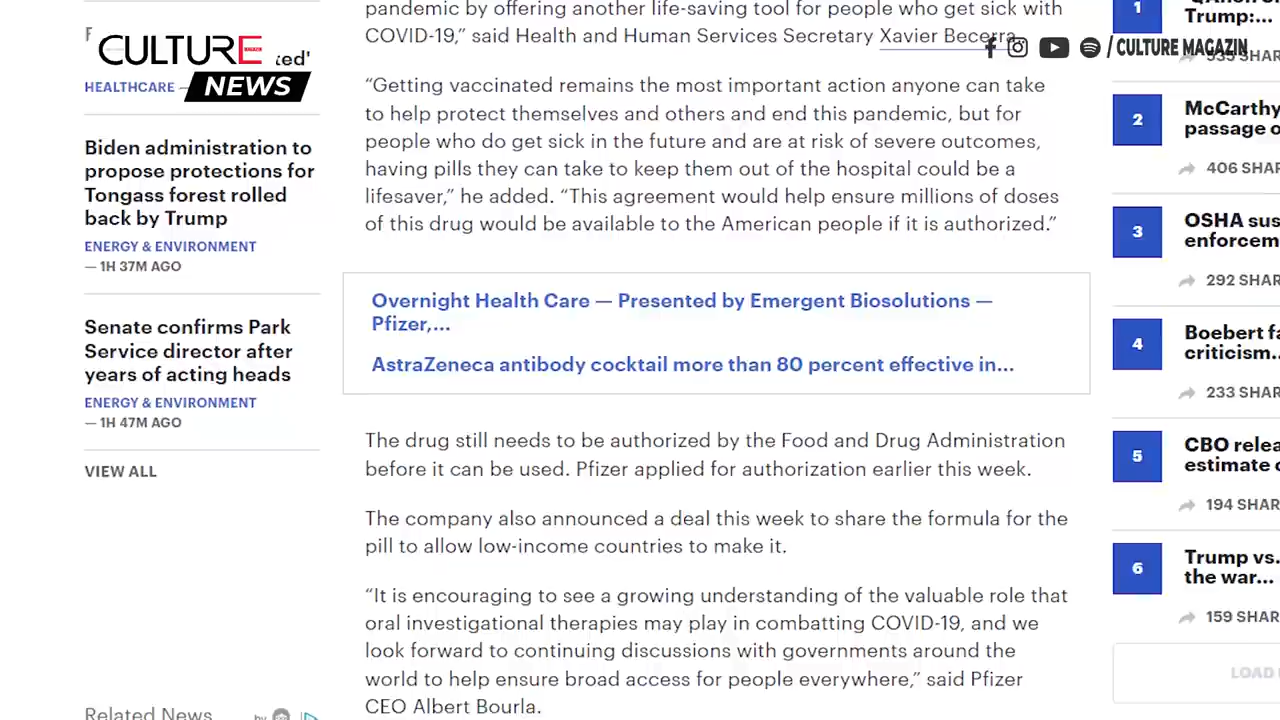 CULTURE
NEWS
/ CULTURE MAGAZIN
ted'
HEALTHCARE —
Biden administration to
propose protections for
Tongass forest rolled
back by Trump
ENERGY & ENVIRONMENT
— 1H 37M AGO
Senate confirms Park
Service director after
years of acting heads
ENERGY & ENVIRONMENT
— 1H 47M AGO
VIEW ALL
Related News
by
pandemic by offering another life-saving tool for people who get sick with
COVID-19,” said Health and Human Services Secretary Xavier Becerra.
“Getting vaccinated remains the most important action anyone can take
to help protect themselves and others and end this pandemic, but for
people who do get sick in the future and are at risk of severe outcomes,
having pills they can take to keep them out of the hospital could be a
lifesaver,” he added. “This agreement would help ensure millions of doses
of this drug would be available to the American people if it is authorized.”
Overnight Health Care — Presented by Emergent Biosolutions —
Pfizer,...
AstraZeneca antibody cocktail more than 80 percent effective in...
The drug still needs to be authorized by the Food and Drug Administration
before it can be used. Pfizer applied for authorization earlier this week.
The company also announced a deal this week to share the formula for the
pill to allow low-income countries to make it.
“It is encouraging to see a growing understanding of the valuable role that
oral investigational therapies may play in combatting COVID-19, and we
look forward to continuing discussions with governments around the
world to help ensure broad access for people everywhere,” said Pfizer
CEO Albert Bourla.
1
Trump:...
535 SHAR
2
McCarthy
passage o
406 SHAR
3
OSHA sus
enforcem
292 SHAR
4
Boebert fa
criticism...
233 SHAR
5
CBO relea
estimate o
194 SHAR
6
Trump vs.
the war...
159 SHAR
LOAD